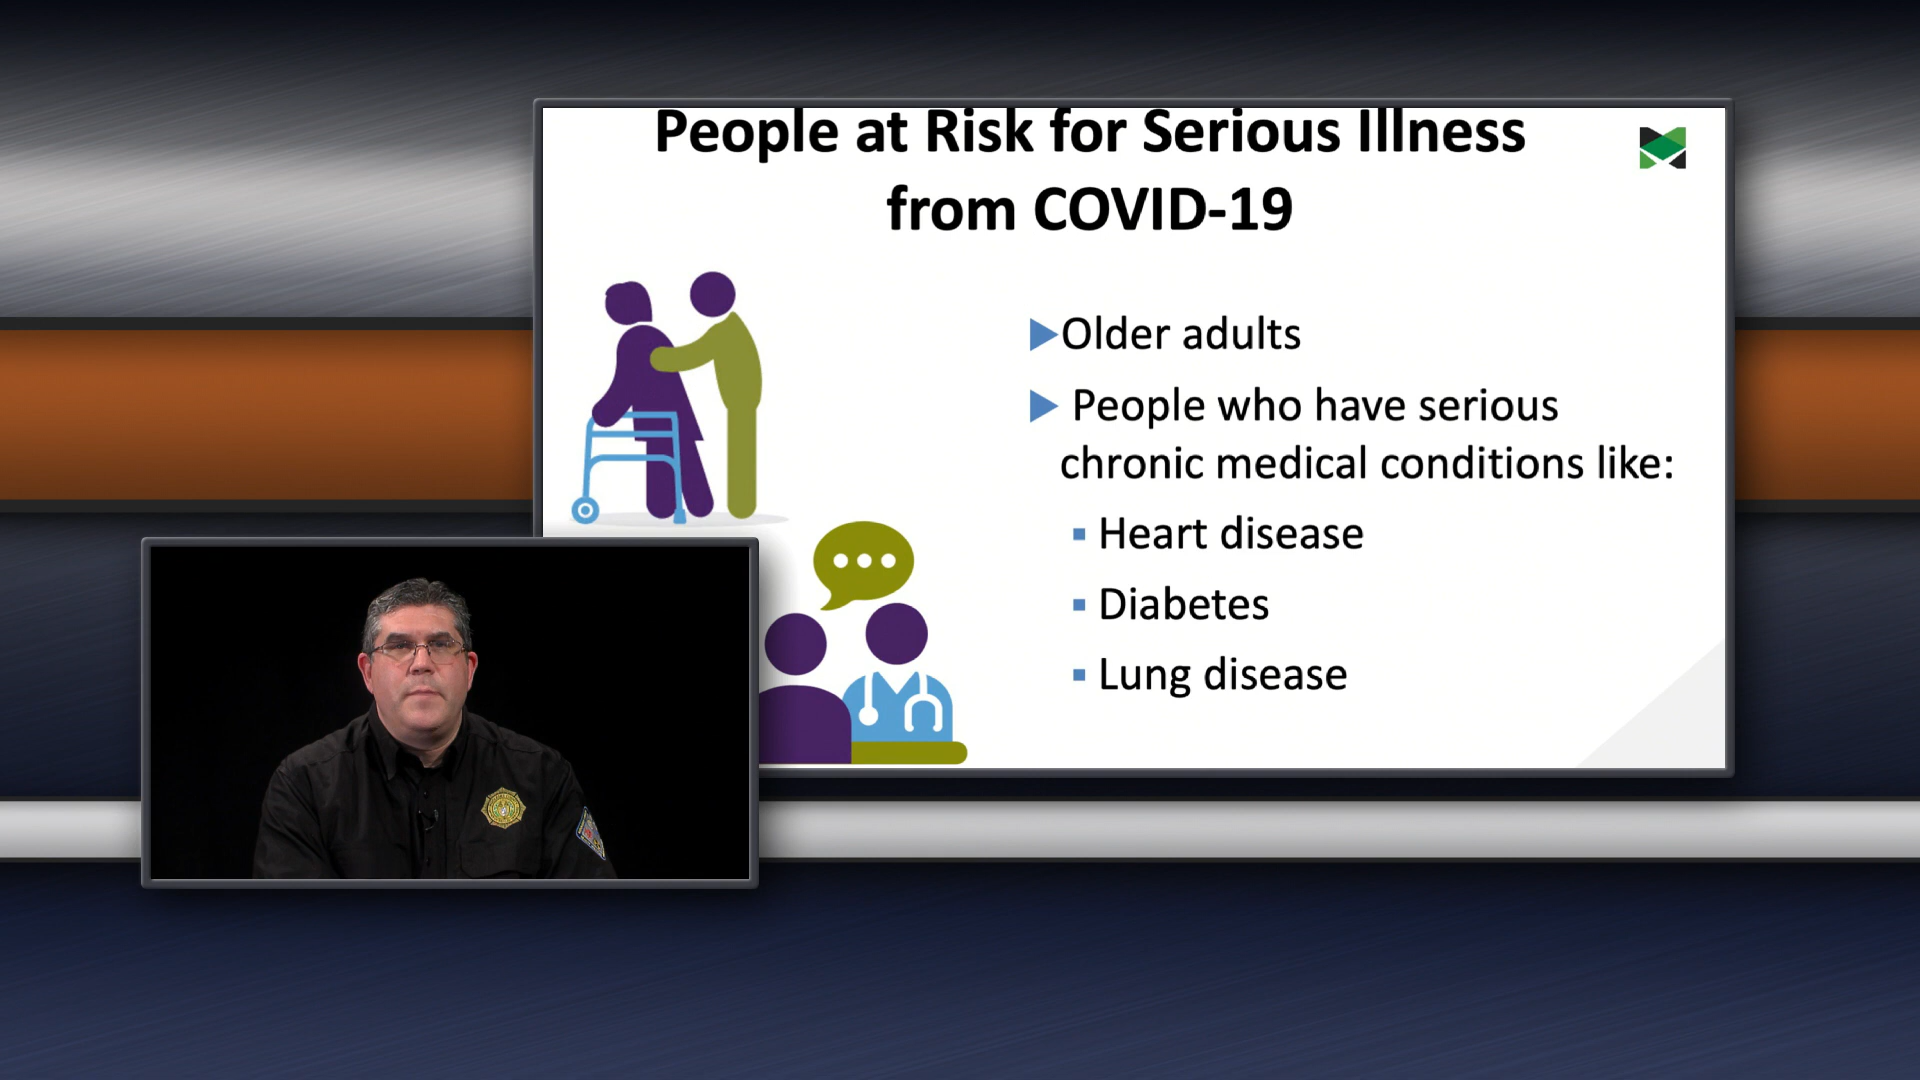 People at Risk for Serious Illness
from COVID-19
Older adults
People who have serious
chronic medical conditions like:
Heart disease
Diabetes
Lung disease